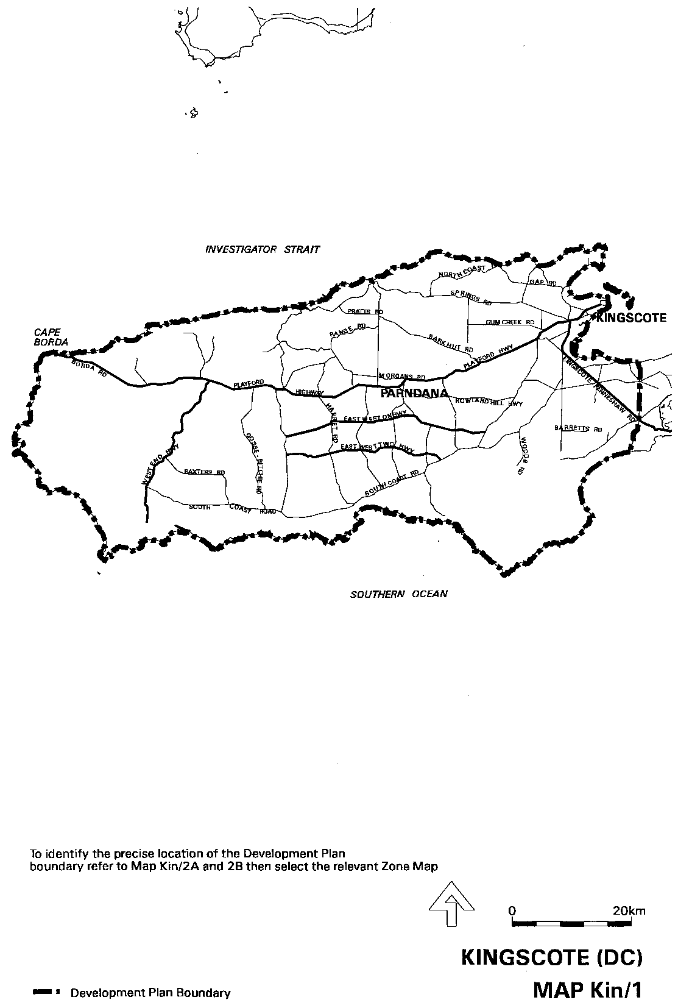 INVESTIGATOR STRAIT
NORTH COAST
GAP RD
SPRINGS RD
PRATTS RD
GUM CREEK RD
KINGSCOTE
RANGE RD
CAPE
BORDA
BARK HUT RD
PLAYFORD HWY
BORDA RD
KINGSCOTE-PENNESHAW RD
MORGANS RD
PLAYFORD
HIGHWAY
PARNDANA
ROWLAND HILL HWY
HARRIET RD
EAST WEST ONE HWY
BARRETTS RD
GOSSE-RITCHIE RD
WOODS RD
EAST WEST TWO HWY
WEST END HWY
BAXTERS RD
SOUTH COAST RD
SOUTH COAST ROAD
SOUTHERN OCEAN
To identify the precise location of the Development Plan
boundary refer to Map Kin/2A and 2B then select the relevant Zone Map
0 20km
KINGSCOTE (DC)
MAP Kin/1
Development Plan Boundary